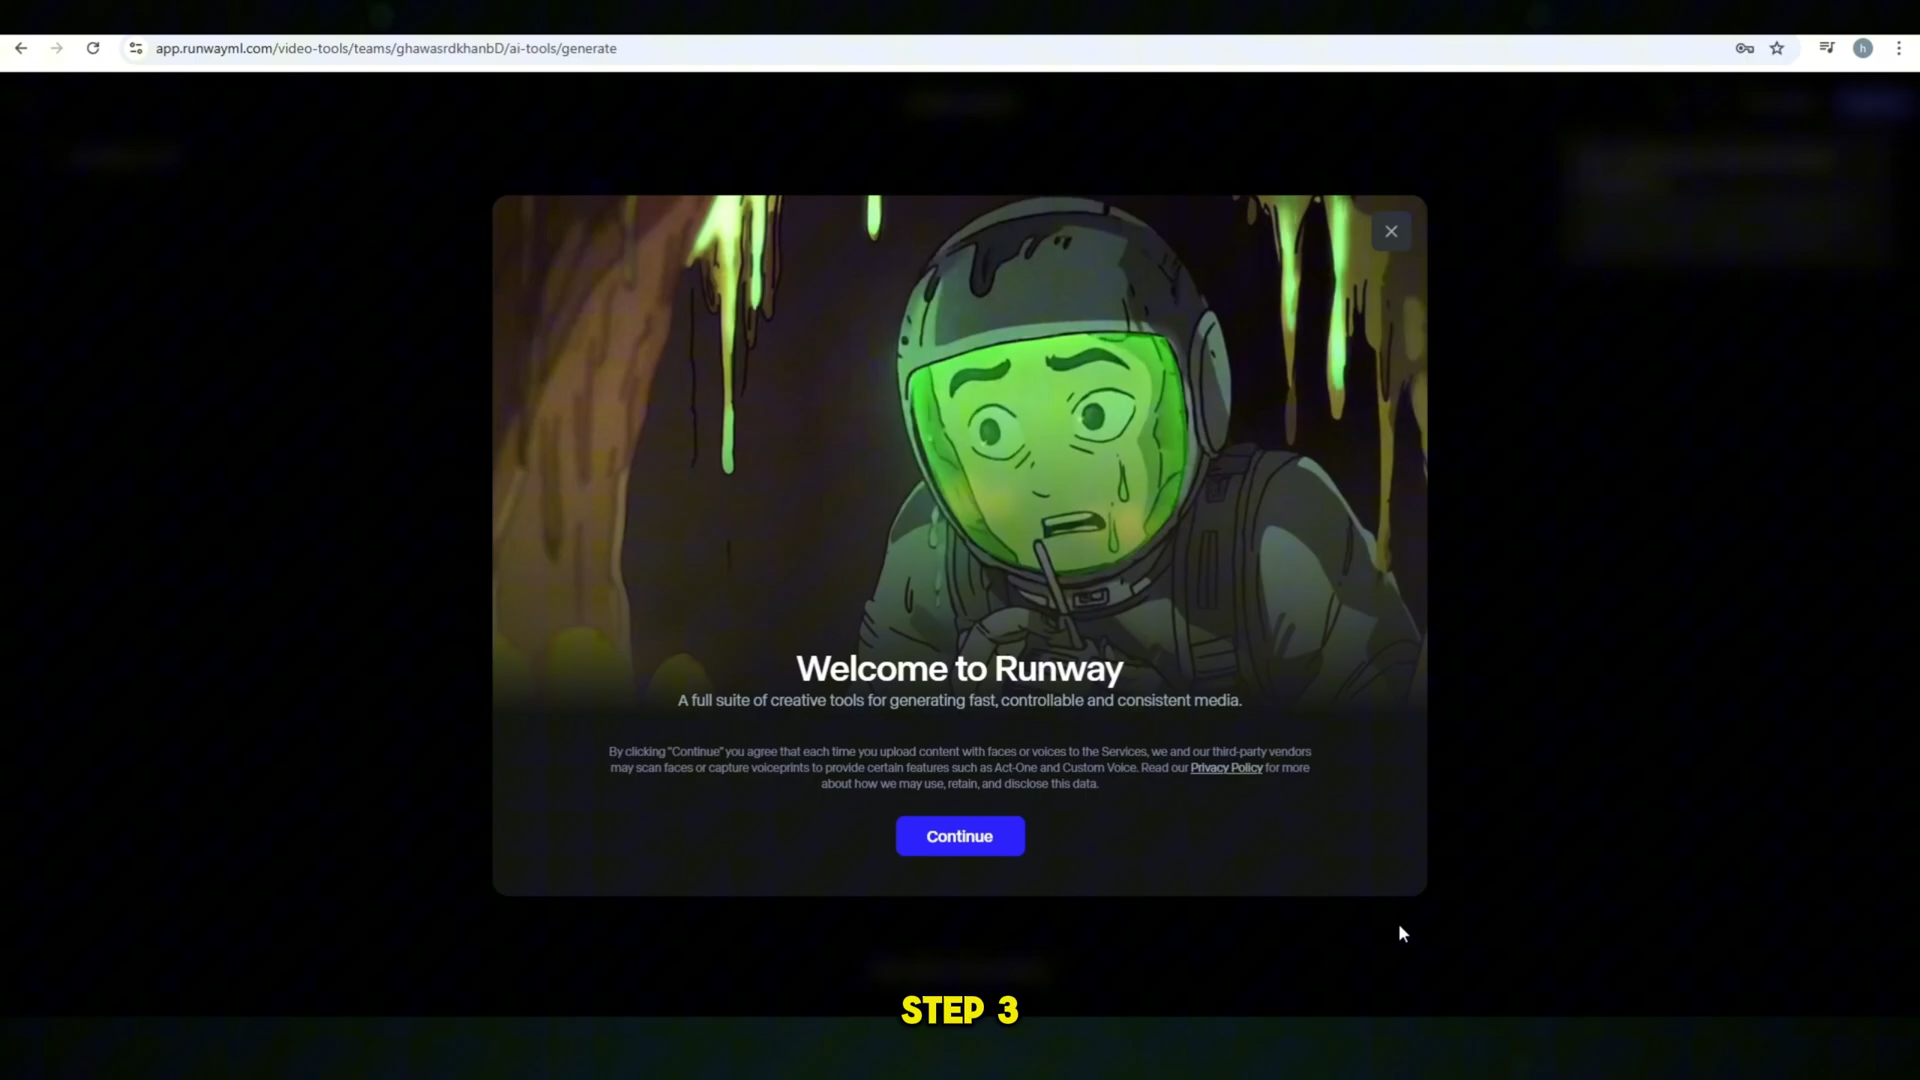 app.runwayml.com/video-tools/teams/ghawasrdkhanbD/ai-tools/generate
h
Welcome to Runway
A full suite of creative tools for generating fast, controllable and consistent media.
By clicking "Continue" you agree that each time you upload content with faces or voices to the Services, we and our third-party vendors
may scan faces or capture voiceprints to provide certain features such as Act-One and Custom Voice. Read our Privacy Policy for more
about how we may use, retain, and disclose this data.
Continue
STEP 3